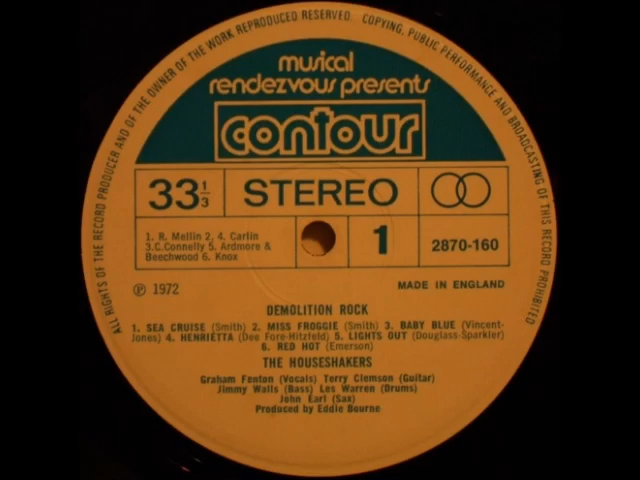 ALL RIGHTS OF THE RECORD PRODUCER AND OF THE OWNER OF THE WORK REPRODUCED RESERVED. COPYING, PUBLIC PERFORMANCE AND BROADCASTING OF THIS RECORD PROHIBITED
musical
rendezvous presents
contour
33 1/3 STEREO
1. R. Mellin 2, 4. Carlin
3.C.Connelly 5. Ardmore &
Beechwood 6. Knox
1
2870-160
℗ 1972
MADE IN ENGLAND
DEMOLITION ROCK
1. SEA CRUISE (Smith) 2. MISS FROGGIE (Smith) 3. BABY BLUE (Vincent-
Jones) 4. HENRIETTA (Dee Fore-Hitzfeld) 5. LIGHTS OUT (Douglass-Sparkler)
6. RED HOT (Emerson)
THE HOUSESHAKERS
Graham Fenton (Vocals) Terry Clemson (Guitar)
Jimmy Walls (Bass) Les Warren (Drums)
John Earl (Sax)
Produced by Eddie Bourne